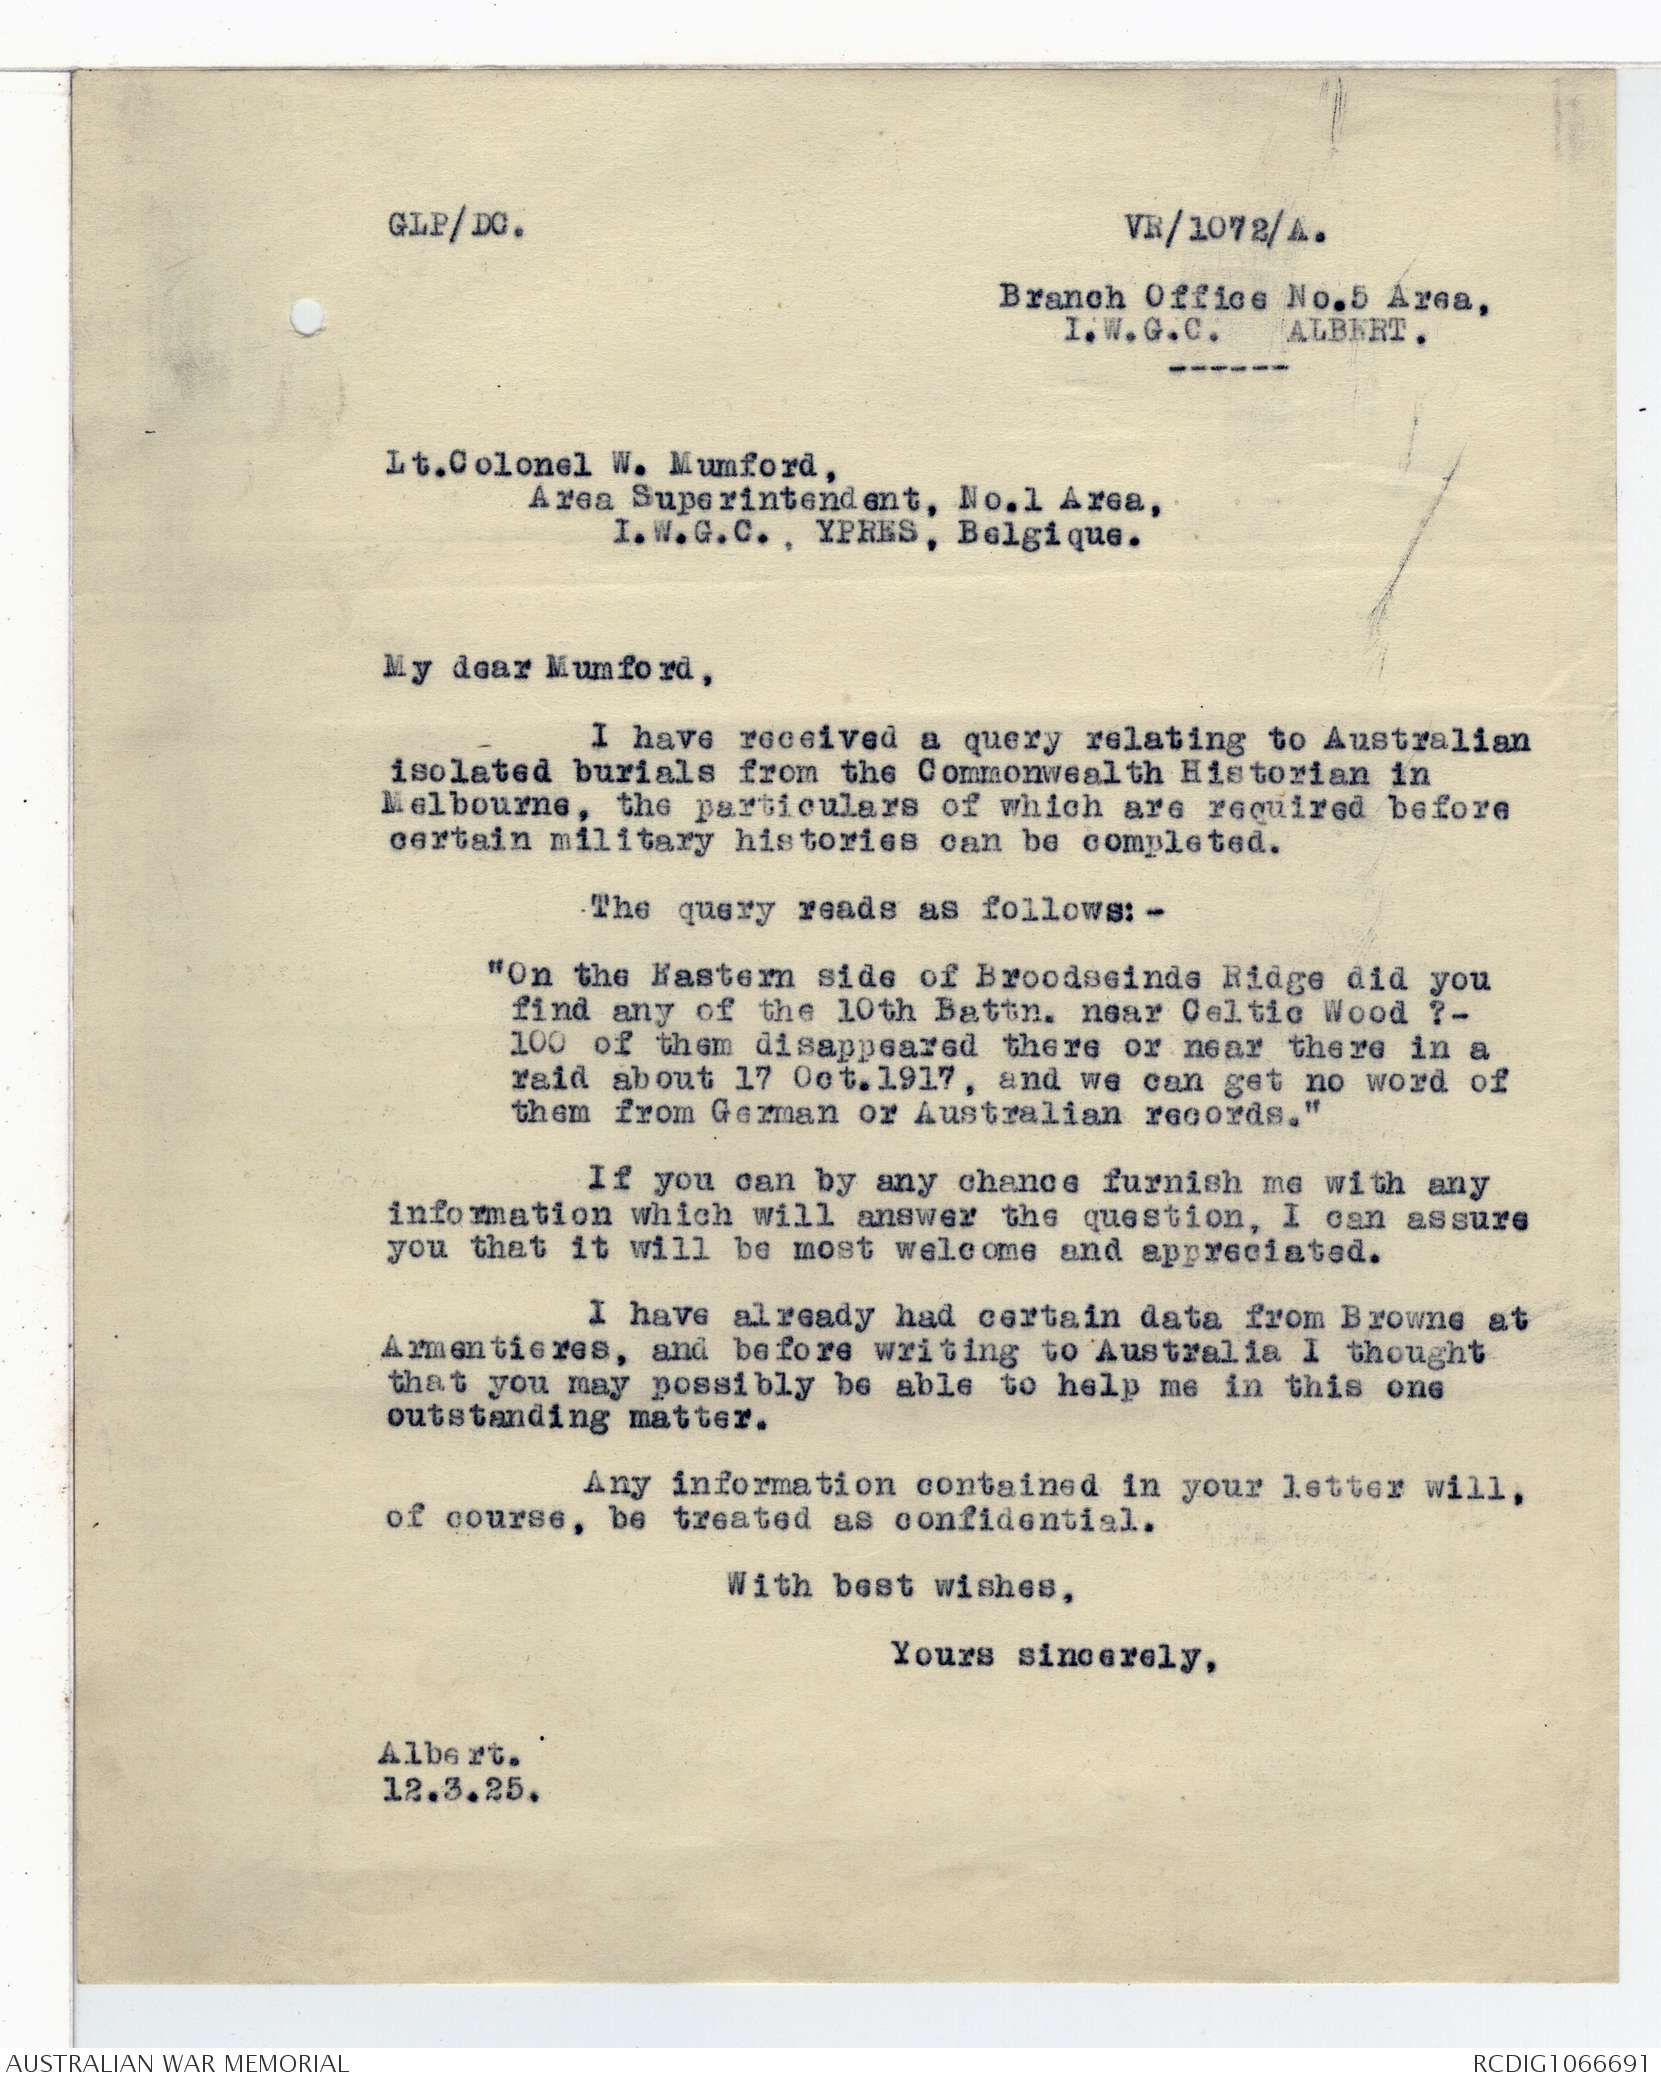 GLP/DC.
VR/1072/A.
Branch Office No.5 Area,
I.W.G.C. ALBERT.
------
Lt.Colonel W. Mumford,
Area Superintendent, No.1 Area,
I.W.G.C., YPRES, Belgique.
My dear Mumford,
I have received a query relating to Australian
isolated burials from the Commonwealth Historian in
Melbourne, the particulars of which are required before
certain military histories can be completed.
The query reads as follows:-
"On the Eastern side of Broodseinde Ridge did you
find any of the 10th Battn. near Celtic Wood ?-
100 of them disappeared there or near there in a
raid about 17 Oct.1917, and we can get no word of
them from German or Australian records."
If you can by any chance furnish me with any
information which will answer the question, I can assure
you that it will be most welcome and appreciated.
I have already had certain data from Browne at
Armentieres, and before writing to Australia I thought
that you may possibly be able to help me in this one
outstanding matter.
Any information contained in your letter will,
of course, be treated as confidential.
With best wishes,
Yours sincerely,
Albert.
12.3.25.
AUSTRALIAN WAR MEMORIAL
RCDIG1066691